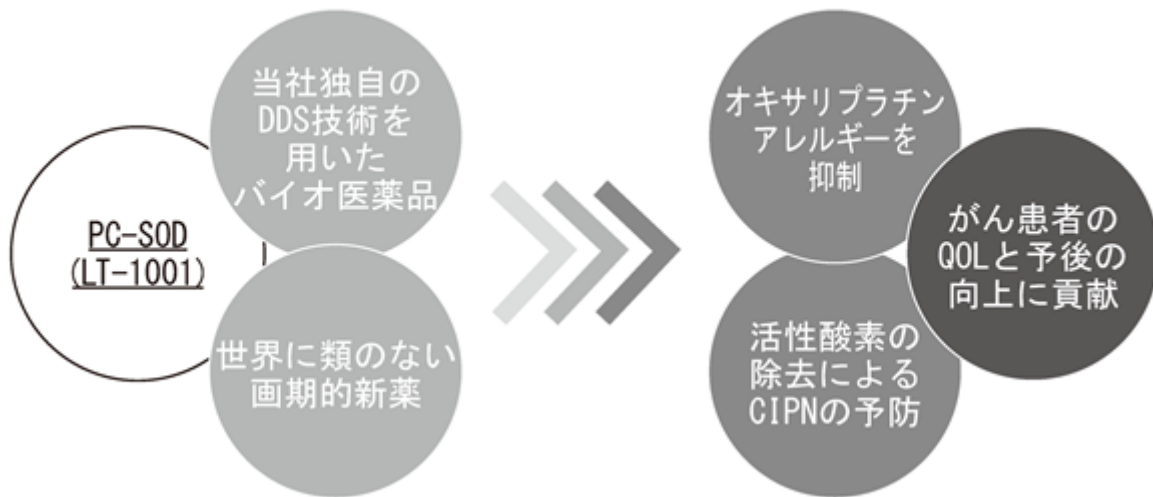 PC-SOD
(LT-1001)
当社独自の
DDS技術を
用いた
バイオ医薬品
世界に類のない
画期的新薬
オキサリプラチン
アレルギーを
抑制
活性酸素の
除去による
CIPNの予防
がん患者の
QOLと予後の
向上に貢献